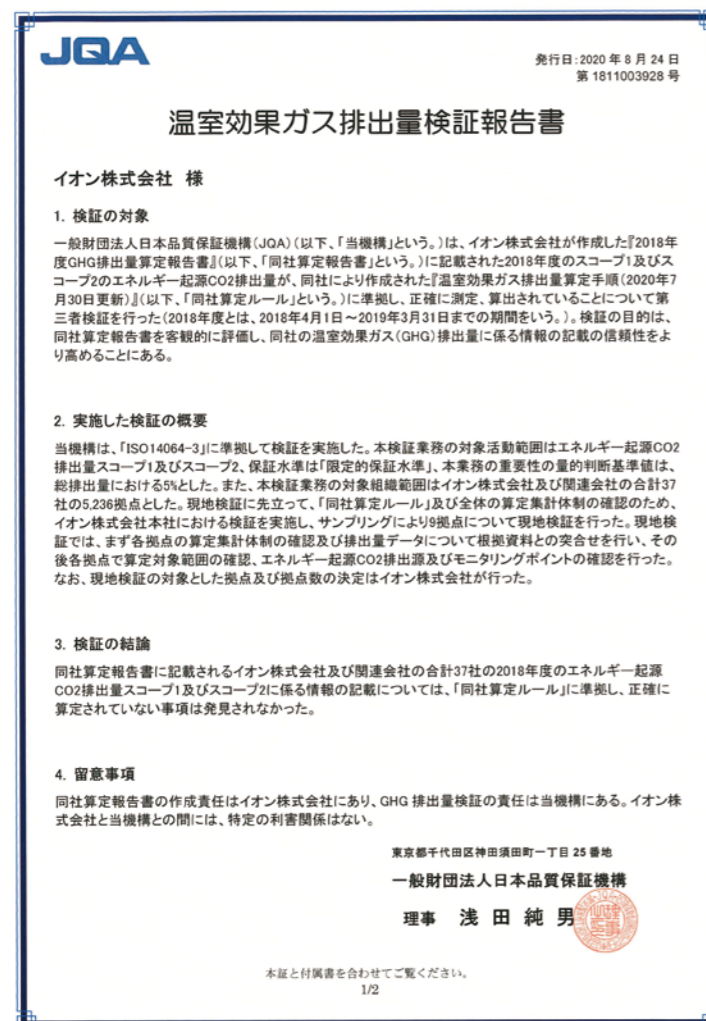 JQA
発行日:2020年8月24日
第1811003928号
温室効果ガス排出量検証報告書
イオン株式会社 様
1. 検証の対象
一般財団法人日本品質保証機構(JQA)(以下、「当機構」という。)は、イオン株式会社が作成した『2018年
度GHG排出量算定報告書』(以下、「同社算定報告書」という。)に記載された2018年度のスコープ1及びス
コープ2のエネルギー起源CO2排出量が、同社により作成された『温室効果ガス排出量算定手順(2020年7
月30日更新)』(以下、「同社算定ルール」という。)に準拠し、正確に測定、算出されていることについて第
三者検証を行った(2018年度とは、2018年4月1日～2019年3月31日までの期間をいう。)。検証の目的は、
同社算定報告書を客観的に評価し、同社の温室効果ガス(GHG)排出量に係る情報の記載の信頼性をよ
り高めることにある。
2. 実施した検証の概要
当機構は、「ISO14064-3」に準拠して検証を実施した。本検証業務の対象活動範囲はエネルギー起源CO2
排出量スコープ1及びスコープ2、保証水準は「限定的保証水準」、本業務の重要性の量的判断基準値は、
総排出量における5%とした。また、本検証業務の対象組織範囲はイオン株式会社及び関連会社の合計37
社の5,236拠点とした。現地検証に先立って、「同社算定ルール」及び全体の算定集計体制の確認のため、
イオン株式会社本社における検証を実施し、サンプリングにより9拠点について現地検証を行った。現地検
証では、まず各拠点の算定集計体制の確認及び排出量データについて根拠資料との突合せを行い、その
後各拠点で算定対象範囲の確認、エネルギー起源CO2排出源及びモニタリングポイントの確認を行った。
なお、現地検証の対象とした拠点及び拠点数の決定はイオン株式会社が行った。
3. 検証の結論
同社算定報告書に記載されるイオン株式会社及び関連会社の合計37社の2018年度のエネルギー起源
CO2排出量スコープ1及びスコープ2に係る情報の記載については、「同社算定ルール」に準拠し、正確に
算定されていない事項は発見されなかった。
4. 留意事項
同社算定報告書の作成責任はイオン株式会社にあり、GHG 排出量検証の責任は当機構にある。イオン株
式会社と当機構との間には、特定の利害関係はない。
東京都千代田区神田須田町一丁目25番地
一般財団法人日本品質保証機構
理事 浅田純男
本証と付属書を合わせてご覧ください。
1/2